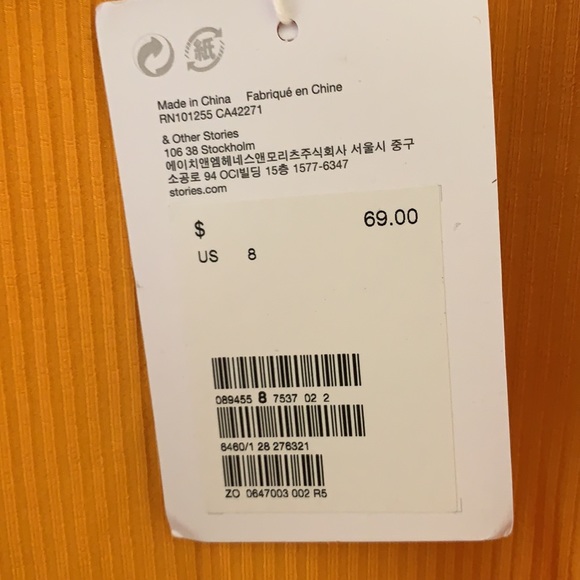 紙
Made in China Fabriqué en Chine
RN101255 CA42271
& Other Stories
106 38 Stockholm
에이치앤엠헤네스앤모리츠주식회사 서울시 중구
소공로 94 OCI빌딩 15층 1577-6347
stories.com
$ 69.00
US 8
089455 8 7537 02 2
6460/1 28 276321
ZO 0647003 002 R5